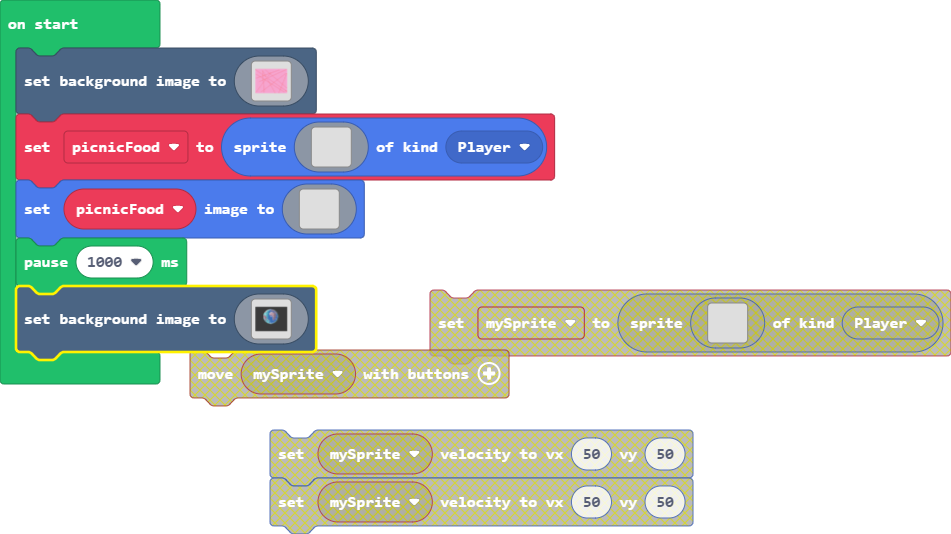 on start
set background image to
set picnicFood to sprite of kind Player
set picnicFood image to
pause 1000 ms
set background image to
set mySprite to sprite of kind Player
move mySprite with buttons
set mySprite velocity to vx 50 vy 50
set mySprite velocity to vx 50 vy 50